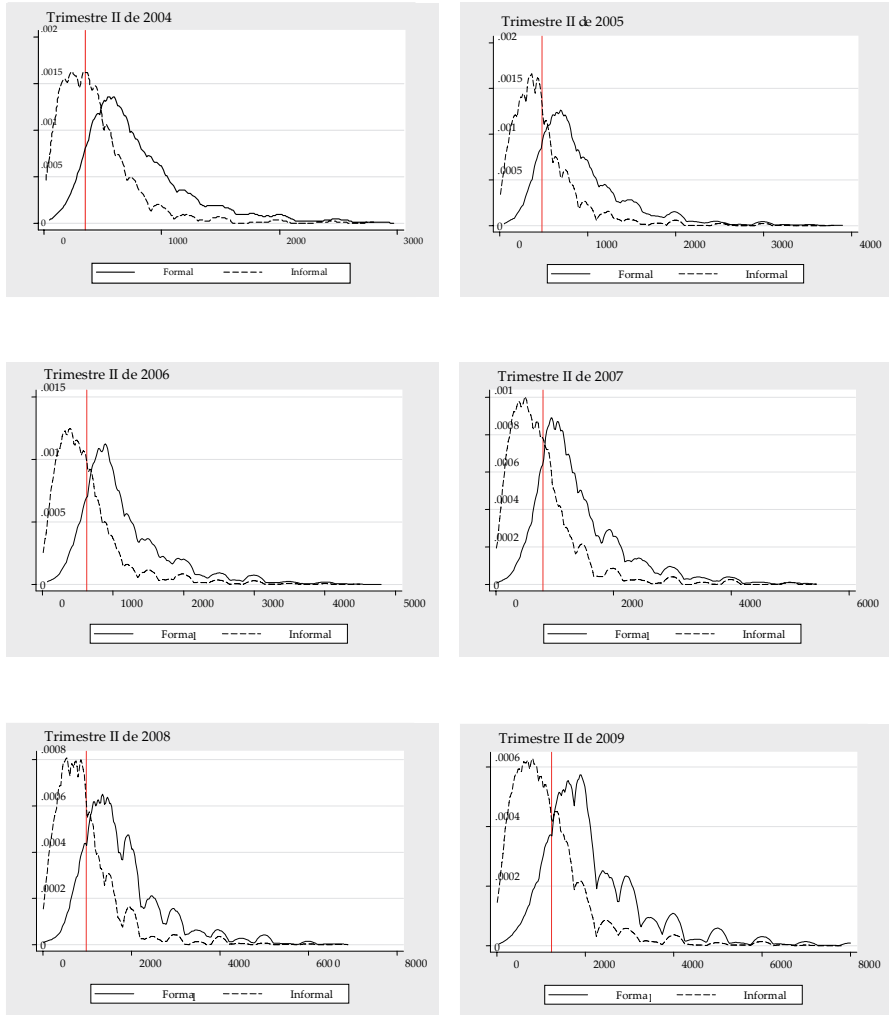 Trimestre II de 2004
.002
.0015
.001
.0005
0
0 1000 2000 3000
Formal Informal
Trimestre II de 2005
.002
.0015
.001
.0005
0
0 1000 2000 3000 4000
Formal Informal
Trimestre II de 2006
.0015
.001
.0005
0
0 1000 2000 3000 4000 5000
Formal Informal
Trimestre II de 2007
.001
.0008
.0006
.0004
.0002
0
0 2000 4000 6000
Formal Informal
Trimestre II de 2008
.0008
.0006
.0004
.0002
0
0 2000 4000 6000 8000
Formal Informal
Trimestre II de 2009
.0006
.0004
.0002
0
0 2000 4000 6000 8000
Formal Informal